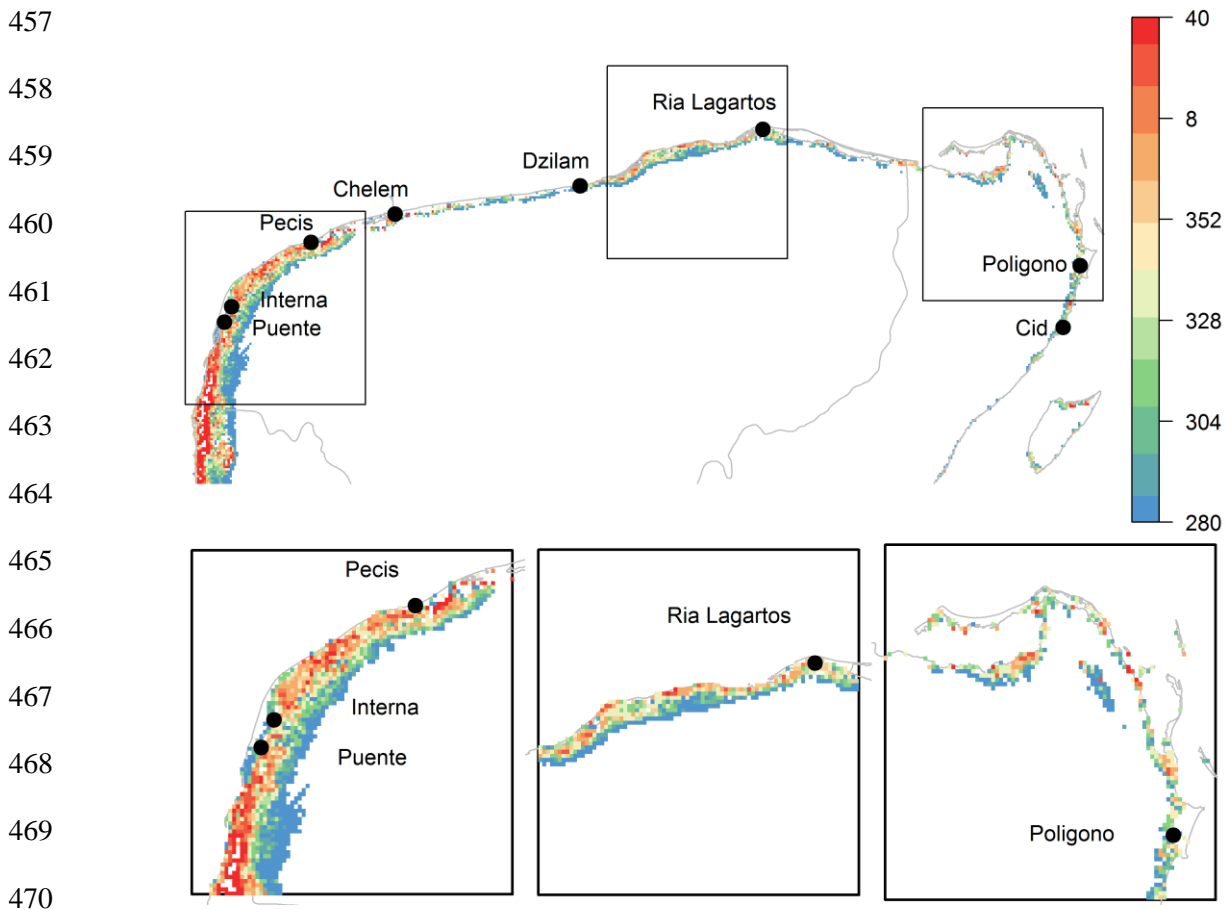 457
40
458
Ria Lagartos
8
459
Dzilam
Chelem
460
Pecis
352
Poligono
461
Interna
Puente
328
Cid
462
463
304
464
280
465
Pecis
466
Ria Lagartos
467
Interna
468
Puente
469
Poligono
470